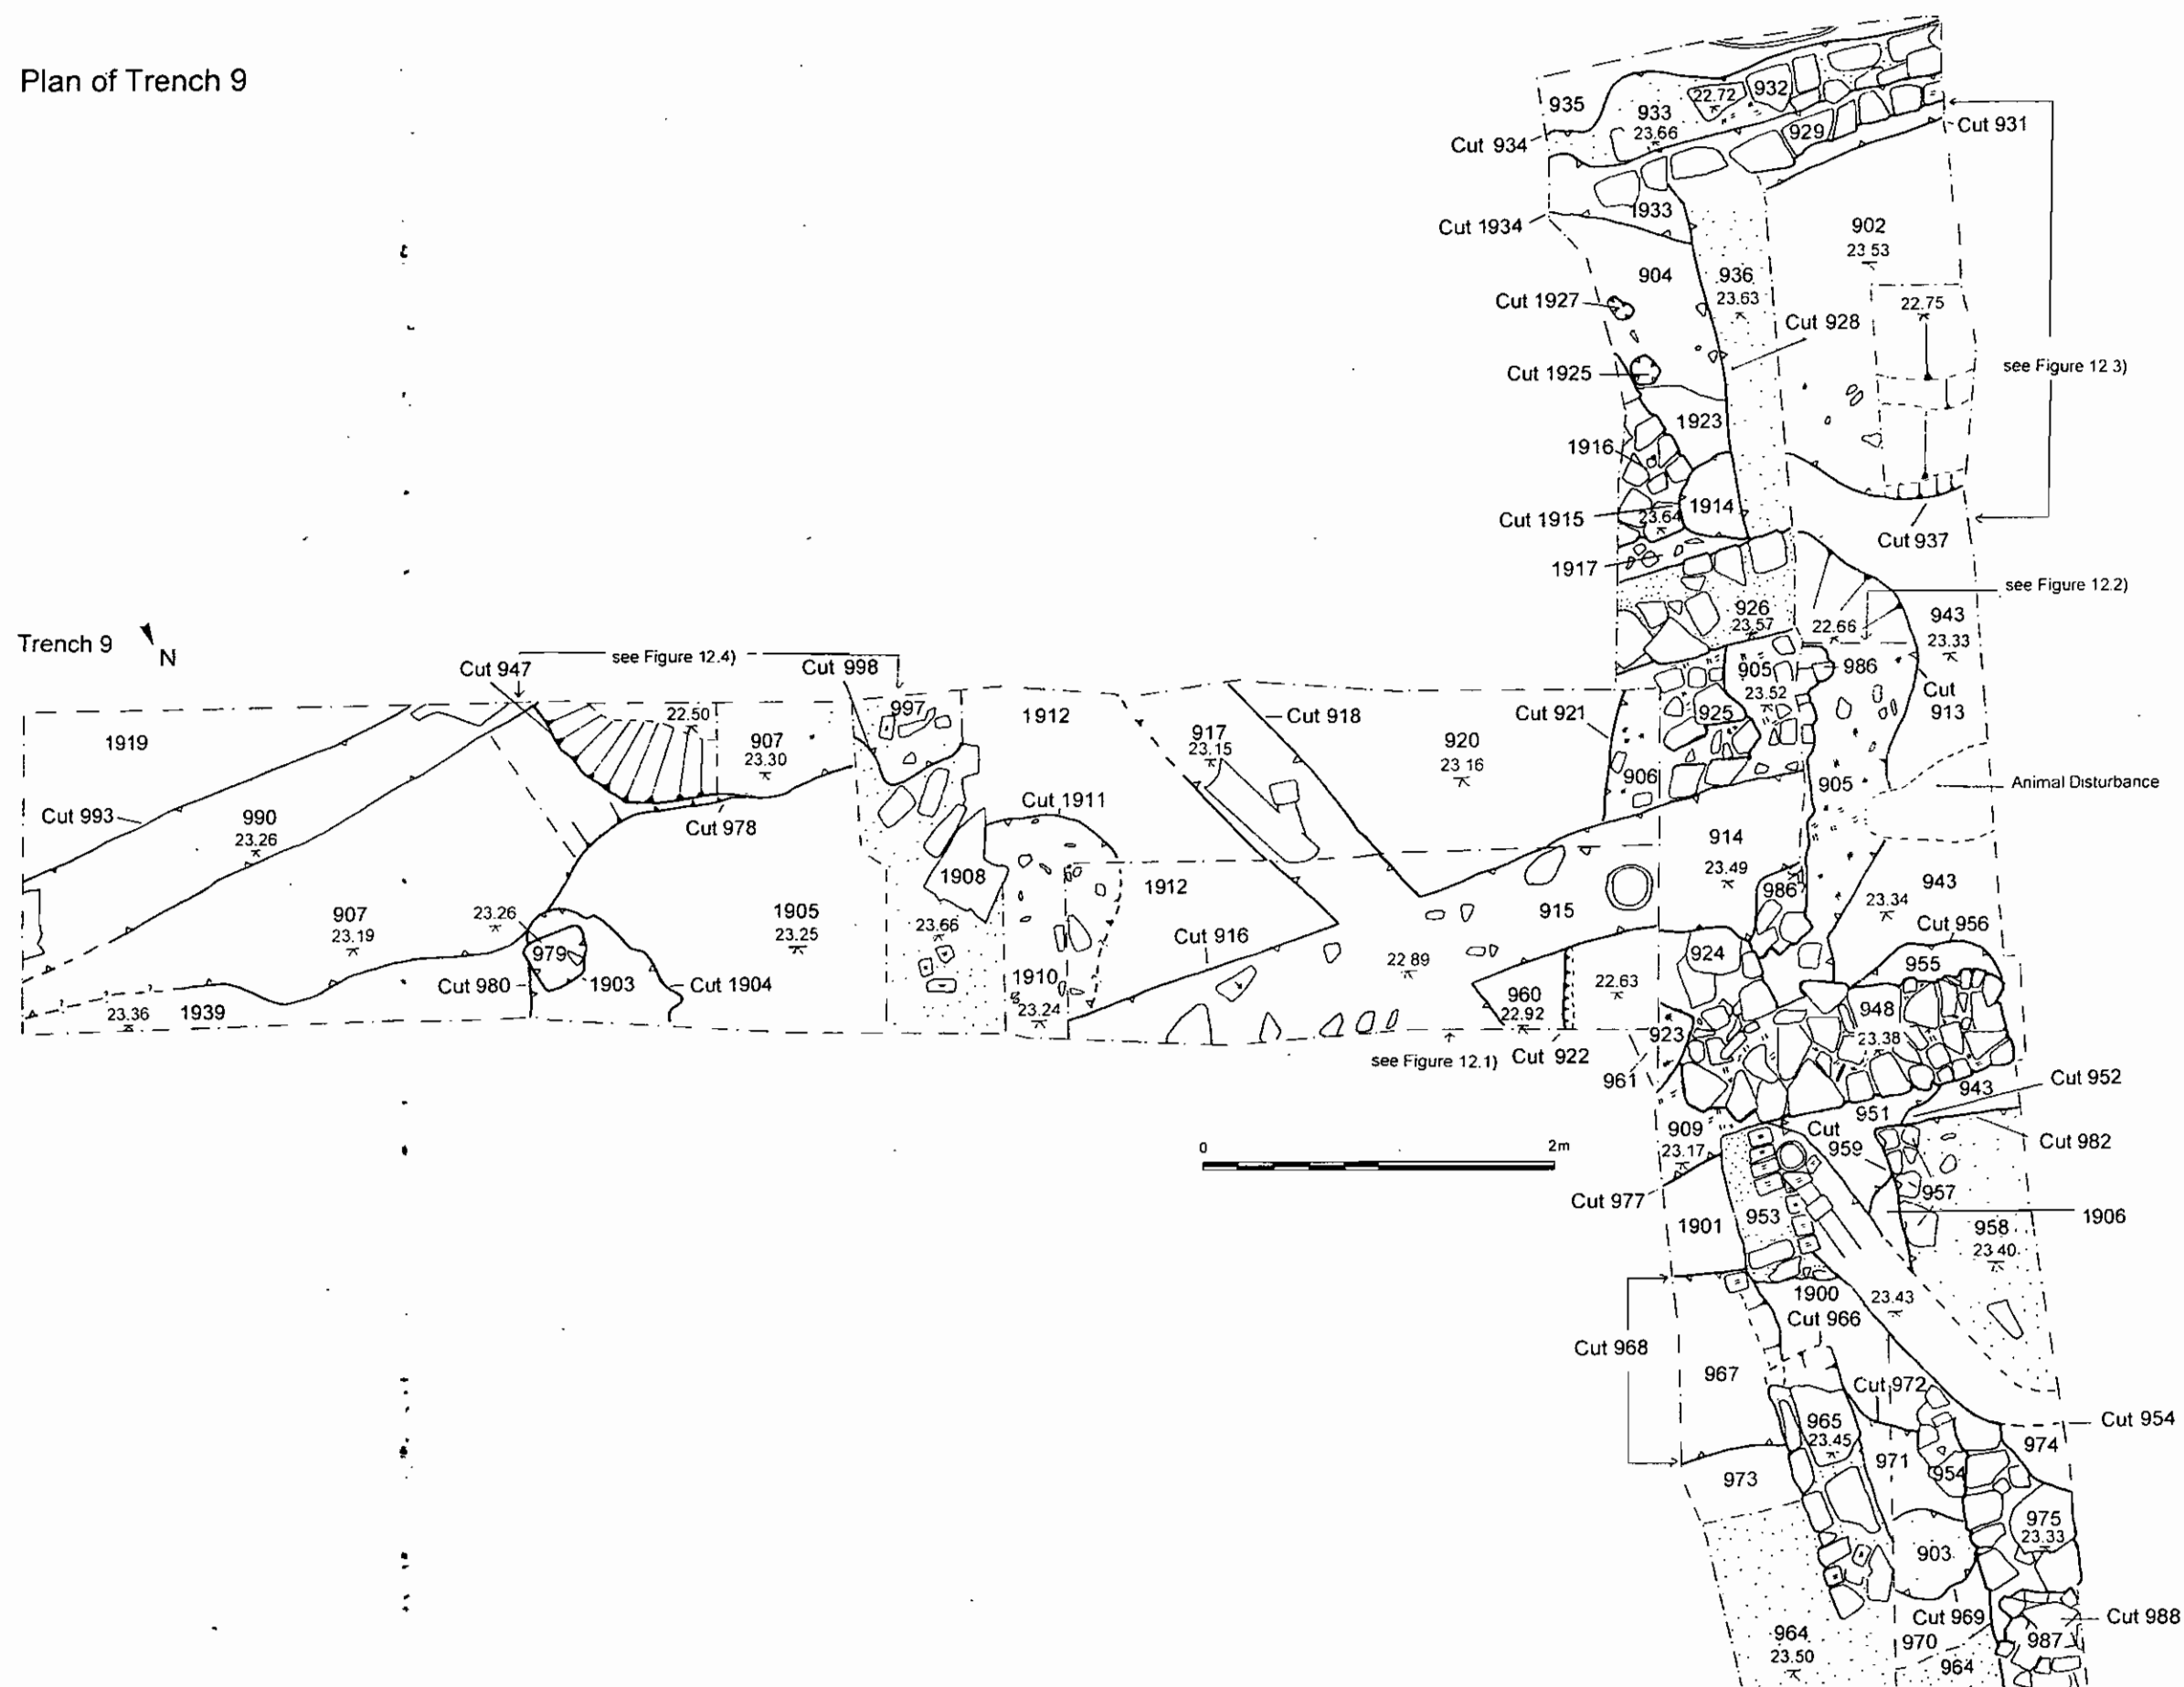 Plan of Trench 9
935
933
23.66
22.72
932
929
Cut 934
Cut 931
1933
Cut 1934
902
23 53
904
936
23.63
Cut 1927
22.75
Cut 928
Cut 1925
see Figure 12 3)
1923
1916
1914
Cut 1915
23.64
Cut 937
1917
see Figure 12.2)
926
23.57
22.66
943
23.33
Trench 9
N
see Figure 12.4)
Cut 947
Cut 998
905
23.52
986
Cut
913
1919
22.50
907
23.30
997
1912
917
23.15
Cut 918
920
23 16
Cut 921
925
906
905
Animal Disturbance
Cut 993
990
23.26
Cut 978
Cut 1911
914
23.49
1908
1912
986
943
23.34
907
23.19
23.26
979
1905
23.25
23.66
915
Cut 916
924
Cut 956
955
Cut 980
1903
Cut 1904
22 89
1910
23.24
960
22.92
22.63
948
23.38
23.36
1939
923
see Figure 12.1)
Cut 922
961
943
Cut 952
951
909
23.17
Cut
959
Cut 982
0
2m
Cut 977
957
1901
953
1906
958
23 40
1900
23.43
Cut 966
Cut 968
967
Cut 972
965
23.45
Cut 954
974
971
954
973
975
23.33
903
Cut 969
Cut 988
964
23.50
970
987
964